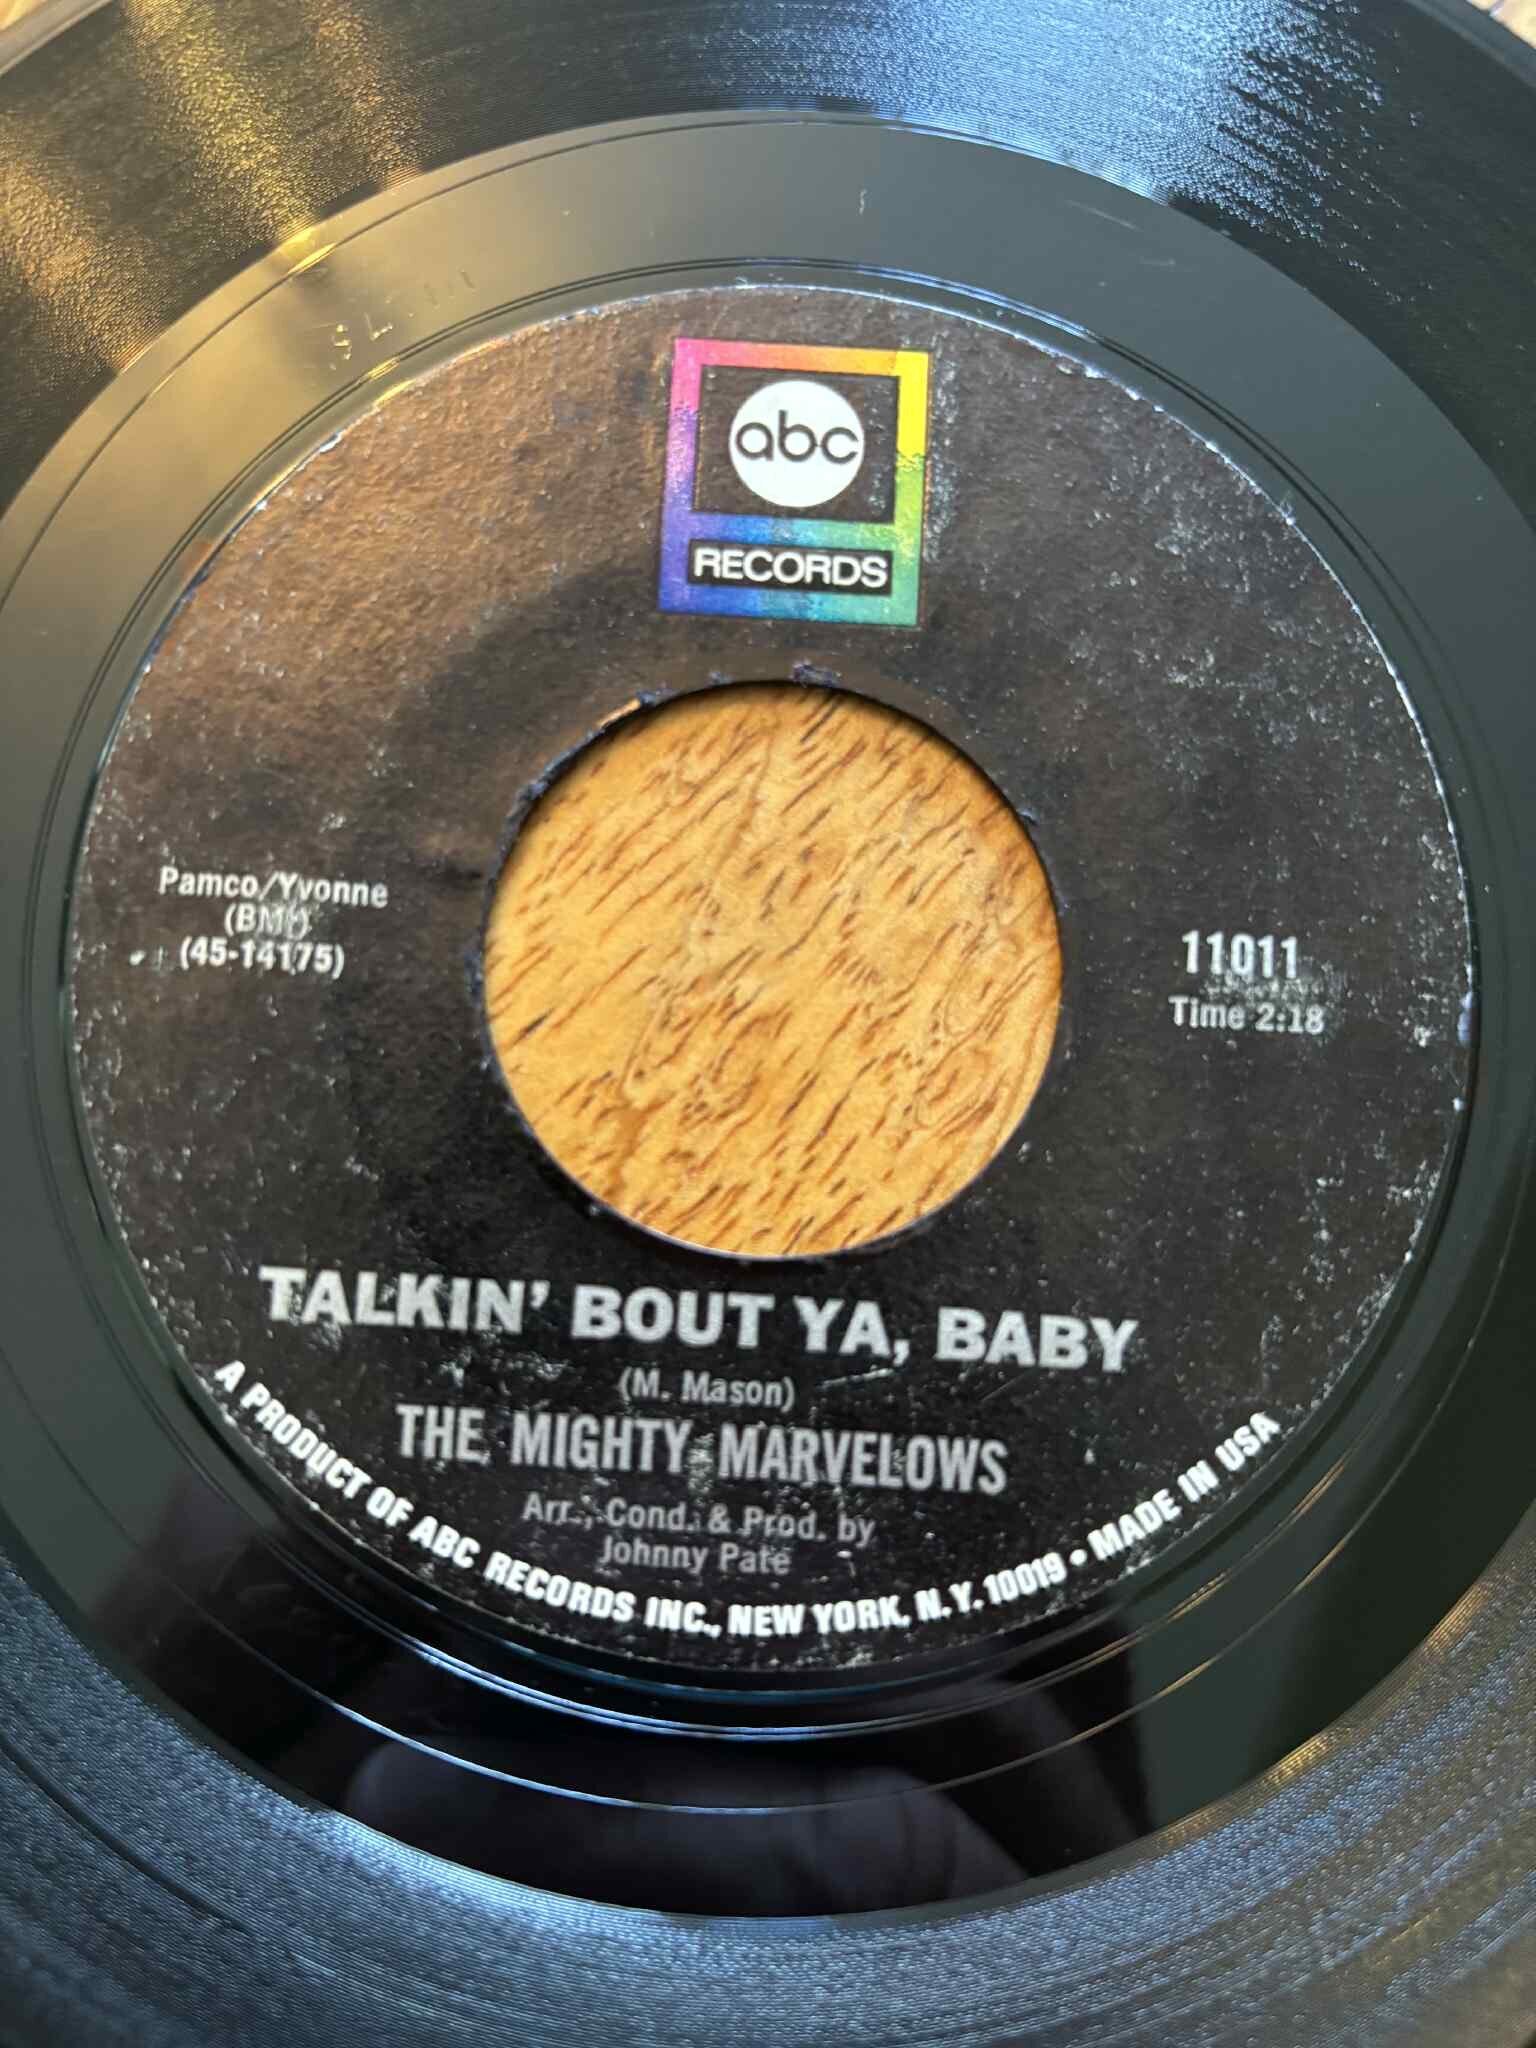 abc
RECORDS
Pamco/Yvonne
(BMI)
(45-14175)
11011
Time 2:18
TALKIN' BOUT YA, BABY
(M. Mason)
THE MIGHTY MARVELOWS
Arr., Cond. & Prod. by
Johnny Pate
A PRODUCT OF ABC RECORDS INC., NEW YORK, N.Y. 10019 • MADE IN USA